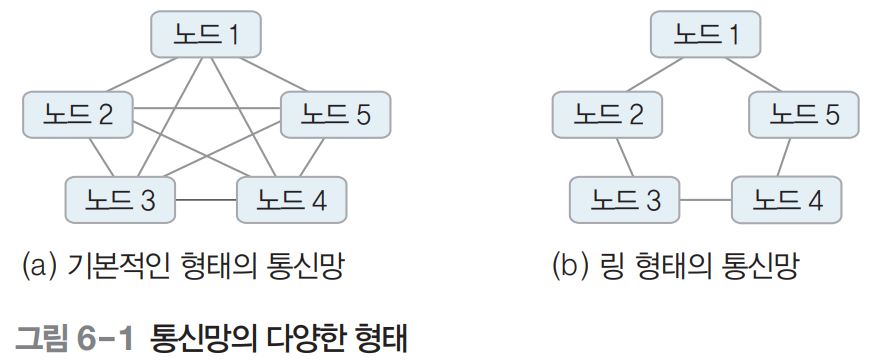 노드 1
노드 2
노드 5
노드 3
노드 4
(a) 기본적인 형태의 통신망
노드 1
노드 2
노드 5
노드 3
노드 4
(b) 링 형태의 통신망
그림 6-1 통신망의 다양한 형태